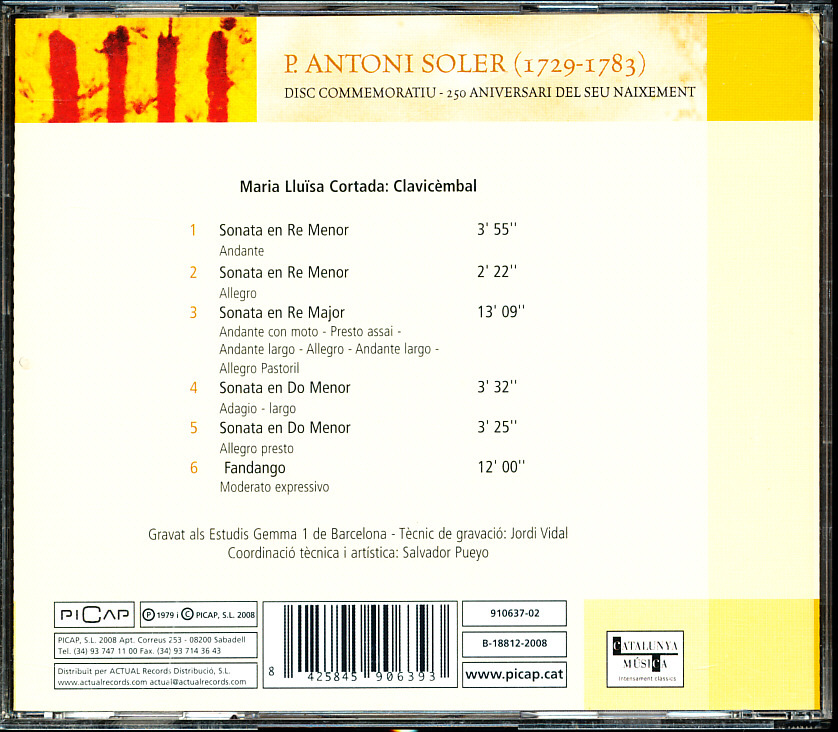 P. ANTONI SOLER (1729-1783)
DISC COMMEMORATIU - 250 ANIVERSARI DEL SEU NAIXEMENT
Maria Lluïsa Cortada: Clavicèmbal
1 Sonata en Re Menor 3' 55''
Andante
2 Sonata en Re Menor 2' 22''
Allegro
3 Sonata en Re Major 13' 09''
Andante con moto - Presto assai -
Andante largo - Allegro - Andante largo -
Allegro Pastoril
4 Sonata en Do Menor 3' 32''
Adagio - largo
5 Sonata en Do Menor 3' 25''
Allegro presto
6 Fandango 12' 00''
Moderato expressivo
Gravat als Estudis Gemma 1 de Barcelona - Tècnic de gravació: Jordi Vidal
Coordinació tècnica i artística: Salvador Pueyo
PICAP
Ⓟ 1979 i © PICAP, S.L. 2008
PICAP, S.L. 2008 Apt. Correus 253 - 08200 Sabadell
Tel. (34) 93 747 11 00 Fax. (34) 93 714 36 43
Distribuit per ACTUAL Records Distribució, S.L.
www.actualrecords.com actual@actualrecords.com
8 425845 906393
910637-02
B-18812-2008
www.picap.cat
CATALUNYA
MÚSICA
Intensament clàssics